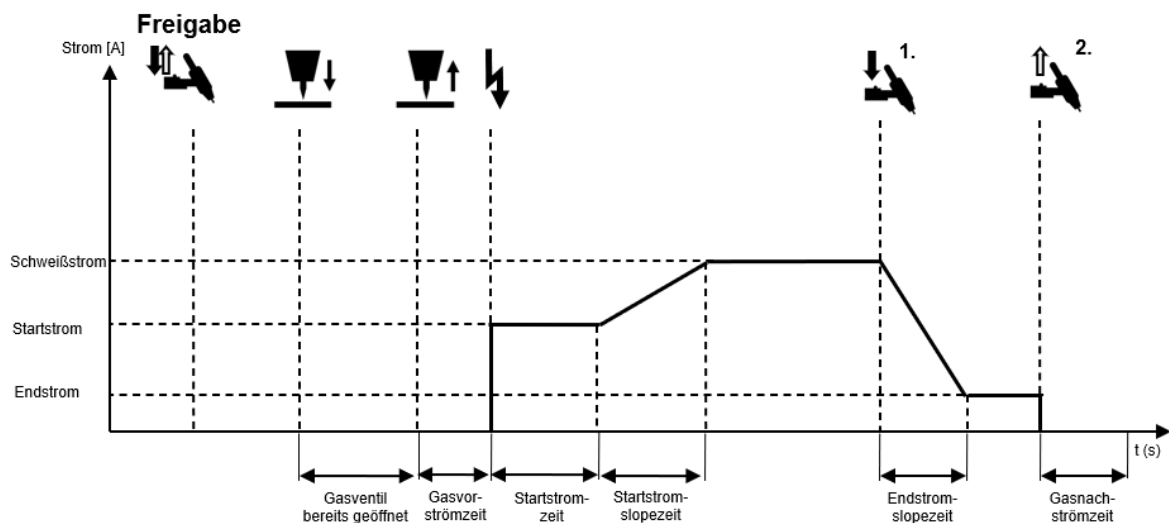 Freigabe
Strom [A]
1.
2.
Schweißstrom
Startstrom
Endstrom
t (s)
Gasventil
bereits geöffnet
Gasvor-
strömzeit
Startstrom-
zeit
Startstrom-
slopezeit
Endstrom-
slopezeit
Gasnach-
strömzeit